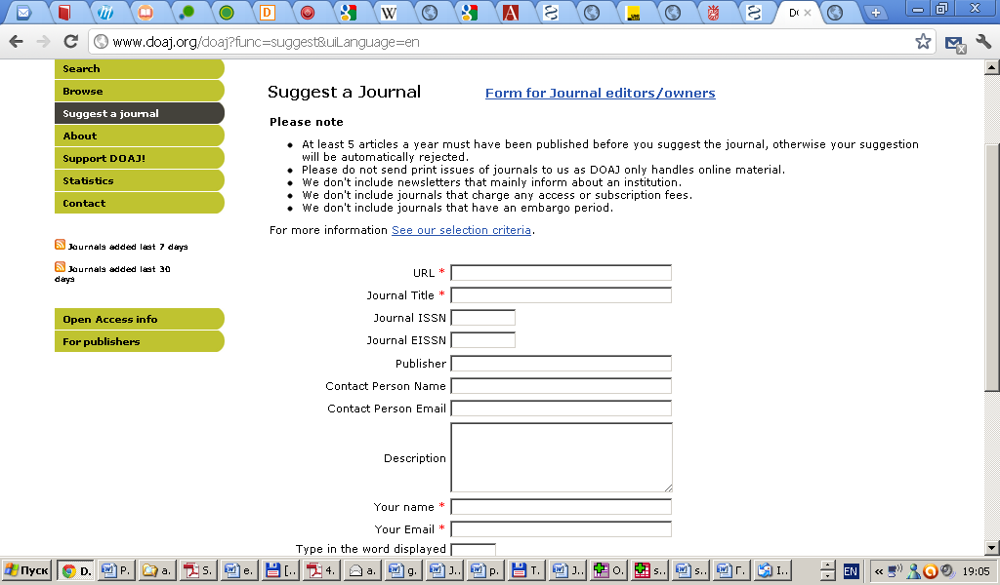 D
www.doaj.org/doaj?func=suggest&uiLanguage=en
Search
Browse
Suggest a journal
About
Support DOAJ!
Statistics
Contact
Journals added last 7 days
Journals added last 30
days
Open Access info
For publishers
Suggest a Journal
Form for Journal editors/owners
Please note
At least 5 articles a year must have been published before you suggest the journal, otherwise your suggestion
will be automatically rejected.
Please do not send print issues of journals to us as DOAJ only handles online material.
We don't include newsletters that mainly inform about an institution.
We don't include journals that charge any access or subscription fees.
We don't include journals that have an embargo period.
For more information See our selection criteria.
URL *
Journal Title *
Journal ISSN
Journal EISSN
Publisher
Contact Person Name
Contact Person Email
Description
Your name *
Your Email *
Type in the word displayed
Пуск D. P. a. S. e. [.. 4. a. g. J.. p. T. J.. O. s.. s.. Г. I.. EN « 19:05